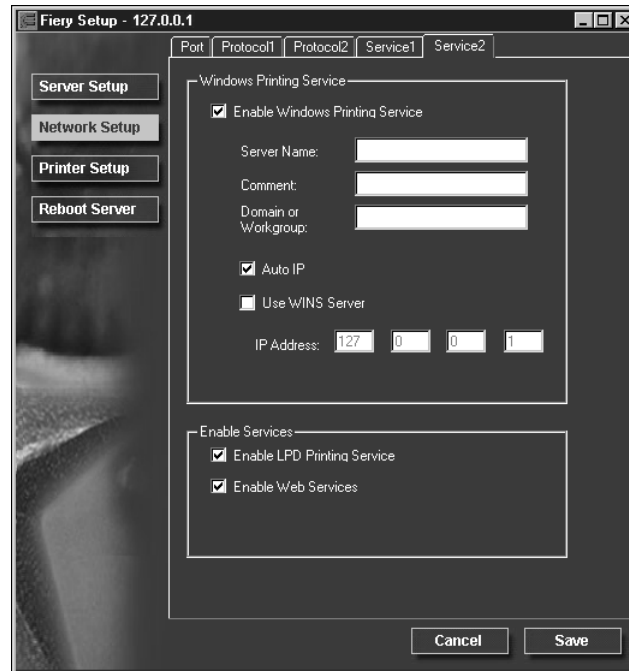 Fiery Setup - 127.0.0.1
Port Protocol1 Protocol2 Service1 Service2
Server Setup
Network Setup
Printer Setup
Reboot Server
Windows Printing Service
Enable Windows Printing Service
Server Name:
Comment:
Domain or
Workgroup:
Auto IP
Use WINS Server
IP Address: 127 0 0 1
Enable Services
Enable LPD Printing Service
Enable Web Services
Cancel Save